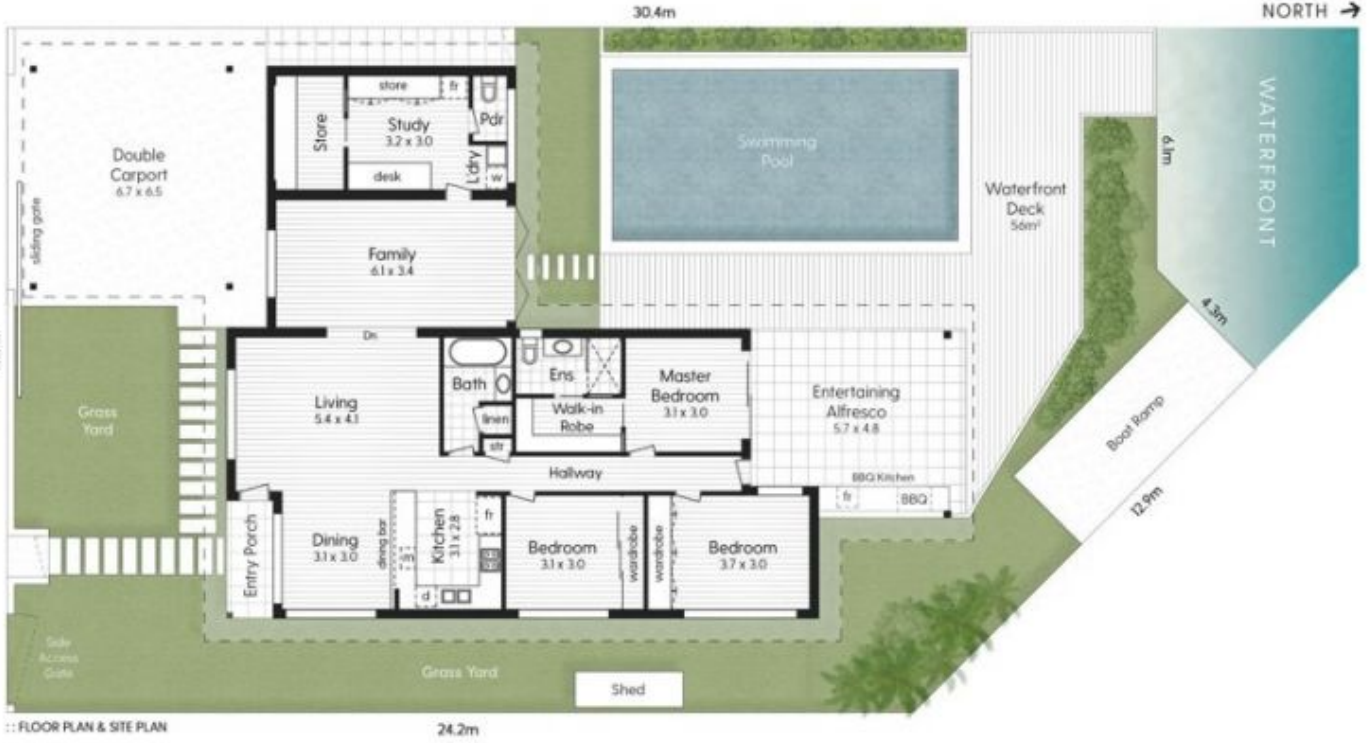 30.4m
NORTH →
WATERFRONT
store
fr
Pdr
Store
Study
3.2 x 3.0
L'dry
w
desk
Double
Carport
6.7 x 6.5
sliding gate
Swimming
Pool
6.1m
Waterfront
Deck
56m²
Family
6.1 x 3.4
4.3m
Dn
Bath
linen
str
Ens
Walk-in
Robe
Master
Bedroom
3.1 x 3.0
Living
5.4 x 4.1
Entertaining
Alfresco
5.7 x 4.8
Grass
Yard
Boat Ramp
Hallway
BBQ Kitchen
fr
BBQ
12.9m
Entry Porch
Dining
3.1 x 3.0
dining bar
m
Kitchen
3.1 x 2.8
fr
d
Bedroom
3.1 x 3.0
wardrobe
wardrobe
Bedroom
3.7 x 3.0
Side
Access
Gate
Grass Yard
Shed
:: FLOOR PLAN & SITE PLAN
24.2m